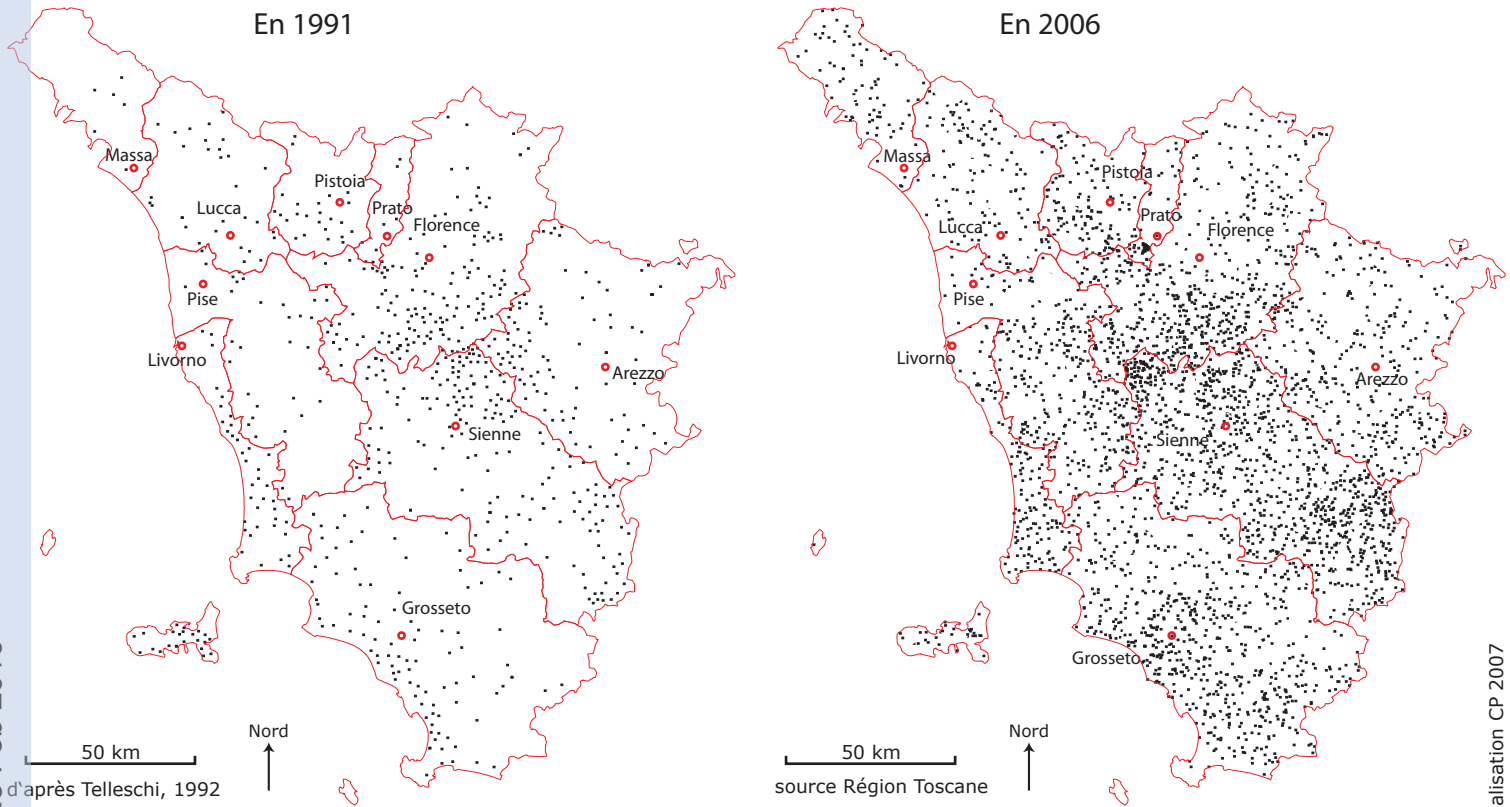 En 1991
Massa
Pistoia
Lucca
Prato
Florence
Pise
Livorno
Arezzo
Sienne
Grosseto
Nord
50 km
d'après Telleschi, 1992
En 2006
Massa
Pistoia
Prato
Lucca
Florence
Pise
Livorno
Arezzo
Sienne
Grosseto
Nord
50 km
source Région Toscane
alisation CP 2007